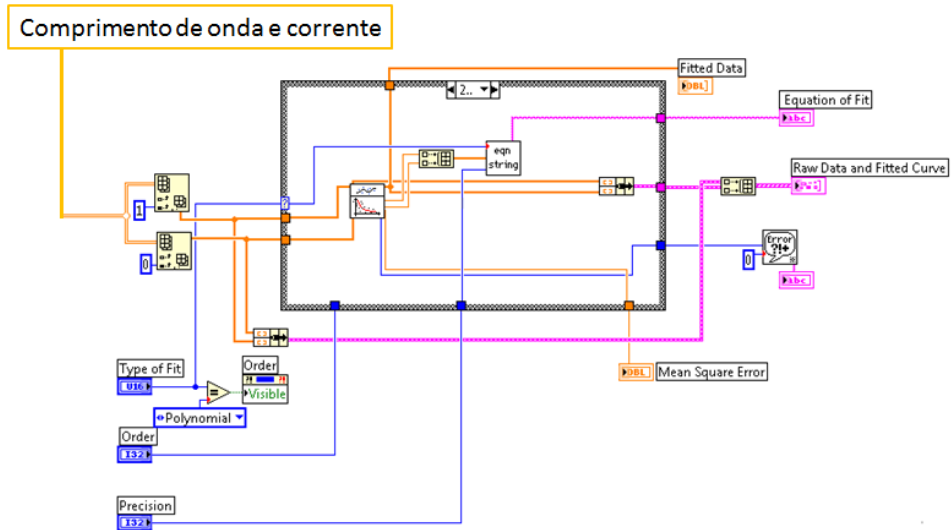 Comprimento de onda e corrente
2..
Fitted Data
DBL
Equation of Fit
abc
eqn
string
Raw Data and Fitted Curve
1
?
0
Error
?!+
0
abc
Type of Fit
U16
Order
Visible
=
DBL
Mean Square Error
Polynomial
Order
I32
Precision
I32